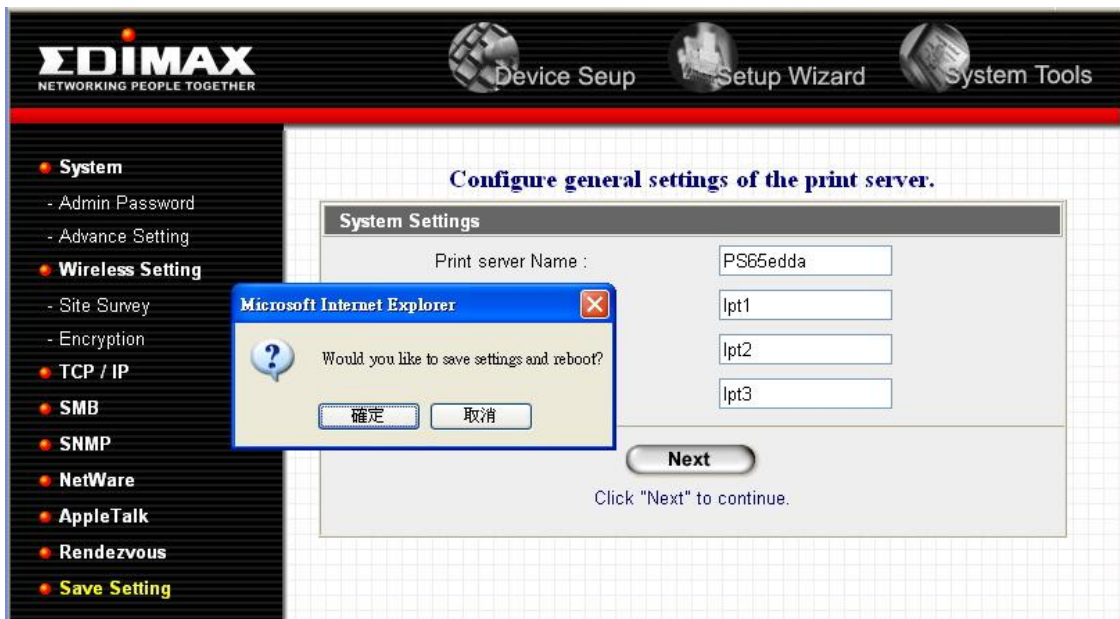 EDIMAX
NETWORKING PEOPLE TOGETHER
Device Seup
Setup Wizard
System Tools
System
- Admin Password
- Advance Setting
Wireless Setting
- Site Survey
- Encryption
TCP / IP
SMB
SNMP
NetWare
AppleTalk
Rendezvous
Save Setting
Configure general settings of the print server.
System Settings
Print server Name :
PS65edda
lpt1
lpt2
lpt3
Microsoft Internet Explorer
Would you like to save settings and reboot?
確定
取消
Next
Click "Next" to continue.